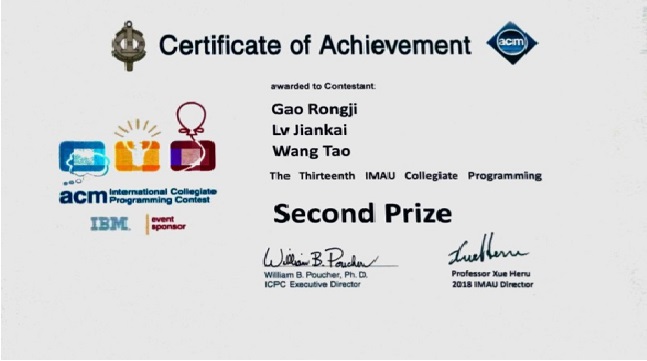 Certificate of Achievement
acm
awarded to Contestant:
Gao Rongji
Lv Jiankai
Wang Tao
The Thirteenth IMAU Collegiate Programming
Second Prize
acm International Collegiate
Programming Contest
IBM. event
sponsor
William B. Poucher
William B. Poucher, Ph. D.
ICPC Executive Director
Xue Heru
Professor Xue Heru
2018 IMAU Director